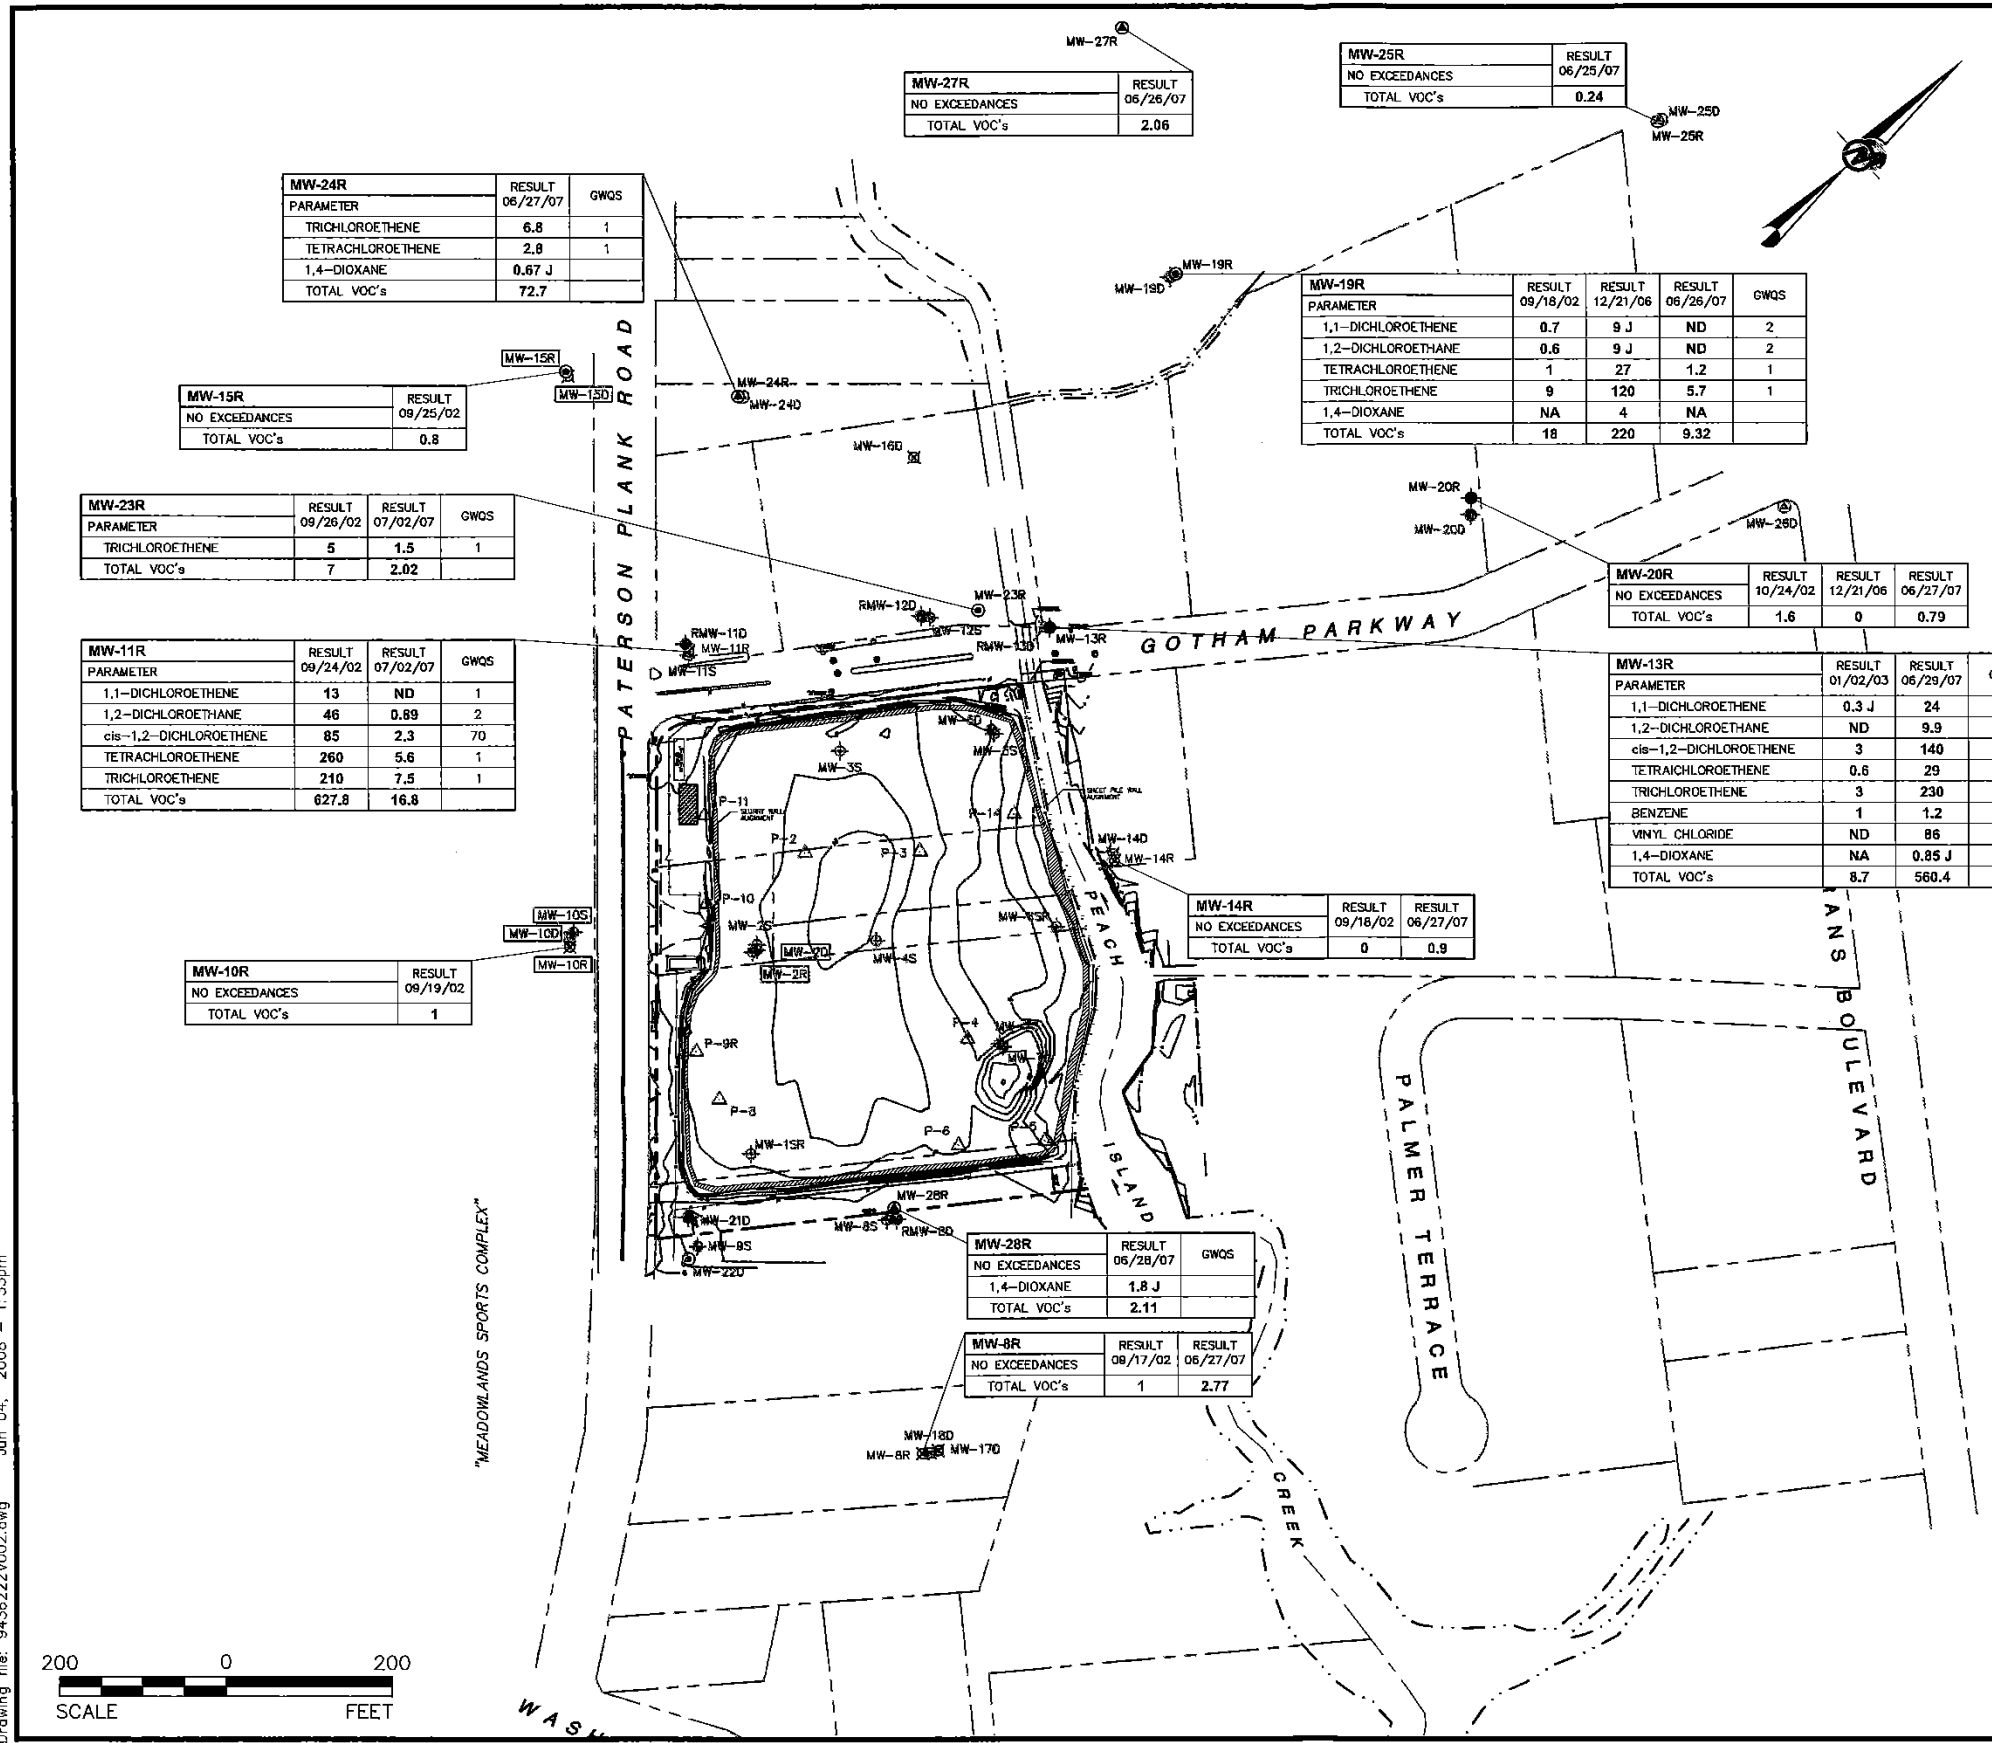 MW-27R
MW-27R RESULT 06/26/07
NO EXCEEDANCES
TOTAL VOC's 2.06
MW-25R RESULT 06/25/07
NO EXCEEDANCES
TOTAL VOC's 0.24
MW-25D
MW-25R
MW-24R RESULT 06/27/07 GWQS
PARAMETER
TRICHLOROETHENE 6.8 1
TETRACHLOROETHENE 2.8 1
1,4-DIOXANE 0.67 J
TOTAL VOC's 72.7
MW-19R
MW-19D
MW-19R RESULT 09/18/02 RESULT 12/21/06 RESULT 06/26/07 GWQS
PARAMETER
1,1-DICHLOROETHENE 0.7 9 J ND 2
1,2-DICHLOROETHANE 0.6 9 J ND 2
TETRACHLOROETHENE 1 27 1.2 1
TRICHLOROETHENE 9 120 5.7 1
1,4-DIOXANE NA 4 NA
TOTAL VOC's 18 220 9.32
MW-15R
MW-15D
MW-15R RESULT 09/25/02
NO EXCEEDANCES
TOTAL VOC's 0.8
MW-24R
MW-24D
MW-16D
PATERSON PLANK ROAD
MW-23R RESULT 09/26/02 RESULT 07/02/07 GWQS
PARAMETER
TRICHLOROETHENE 5 1.5 1
TOTAL VOC's 7 2.02
MW-20R
MW-20D
MW-26D
MW-20R RESULT 10/24/02 RESULT 12/21/06 RESULT 06/27/07
NO EXCEEDANCES
TOTAL VOC's 1.6 0 0.79
MW-23R
RMW-12D
MW-12S
RMW-11D
MW-11R
MW-11S
MW-13R
RMW-13D
GOTHAM PARKWAY
MW-11R RESULT 09/24/02 RESULT 07/02/07 GWQS
PARAMETER
1,1-DICHLOROETHENE 13 ND 1
1,2-DICHLOROETHANE 46 0.69 2
cis-1,2-DICHLOROETHENE 85 2.3 70
TETRACHLOROETHENE 260 5.6 1
TRICHLOROETHENE 210 7.5 1
TOTAL VOC's 627.8 16.8
MW-13R RESULT 01/02/03 RESULT 06/29/07
PARAMETER
1,1-DICHLOROETHENE 0.3 J 24
1,2-DICHLOROETHANE ND 9.9
cis-1,2-DICHLOROETHENE 3 140
TETRAICHLOROETHENE 0.6 29
TRICHLOROETHENE 3 230
BENZENE 1 1.2
VINYL CHLORIDE ND 86
1,4-DIOXANE NA 0.85 J
TOTAL VOC's 8.7 560.4
MW-5D
MW-5S
MW-3S
P-11
SLURRY WALL ALIGNMENT
SHEET PILE WALL ALIGNMENT
P-14
P-2
P-3
MW-14D
MW-14R
P-10
MW-14R RESULT 09/18/02 RESULT 06/27/07
NO EXCEEDANCES
TOTAL VOC's 0 0.9
MW-10S
MW-10D
MW-10R
MW-10R RESULT 09/19/02
NO EXCEEDANCES
TOTAL VOC's 1
MW-2S
MW-2D
MW-2R
MW-4S
P-4
P-9R
P-8
P-6
P-5
MW-1SR
PEACH ISLAND CREEK
ANS BOULEVARD
PALMER TERRACE
"MEADOWLANDS SPORTS COMPLEX"
MW-28R
MW-8S
RMW-8D
MW-21D
MW-9S
MW-22D
MW-28R RESULT 06/28/07 GWQS
NO EXCEEDANCES
1,4-DIOXANE 1.8 J
TOTAL VOC's 2.11
MW-8R RESULT 09/17/02 RESULT 06/27/07
NO EXCEEDANCES
TOTAL VOC's 1 2.77
MW-18D
MW-8R
MW-17D
200 0 200
SCALE FEET
WASH